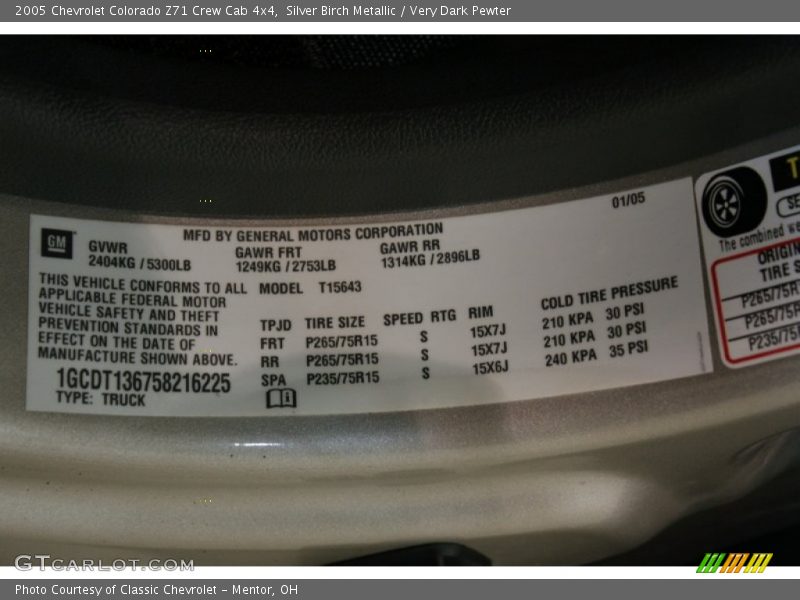 2005 Chevrolet Colorado Z71 Crew Cab 4x4, Silver Birch Metallic / Very Dark Pewter
GM
MFD BY GENERAL MOTORS CORPORATION
01/05
GVWR
GAWR FRT
GAWR RR
2404KG / 5300LB
1249KG / 2753LB
1314KG / 2896LB
THIS VEHICLE CONFORMS TO ALL
APPLICABLE FEDERAL MOTOR
VEHICLE SAFETY AND THEFT
PREVENTION STANDARDS IN
EFFECT ON THE DATE OF
MANUFACTURE SHOWN ABOVE.
1GCDT136758216225
TYPE: TRUCK
MODEL T15643
TPJD TIRE SIZE SPEED RTG RIM COLD TIRE PRESSURE
FRT P265/75R15 S 15X7J 210 KPA 30 PSI
RR P265/75R15 S 15X7J 210 KPA 30 PSI
SPA P235/75R15 S 15X6J 240 KPA 35 PSI
T
SE
The combined we
ORIGIN
TIRE S
P265/75R
P265/75R
P235/75
GTCARLOT.COM
Photo Courtesy of Classic Chevrolet - Mentor, OH